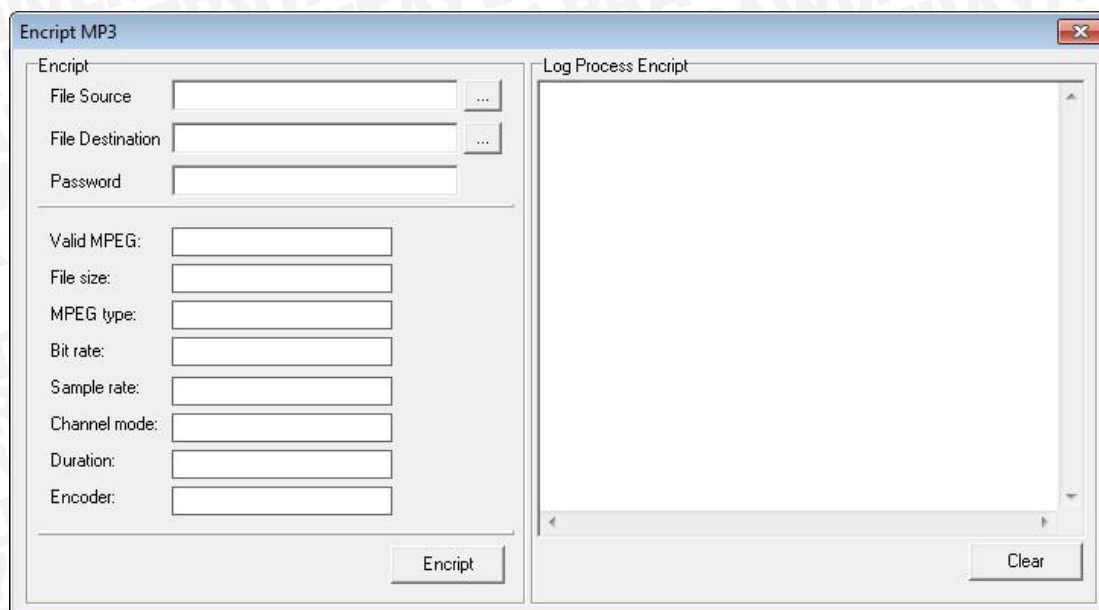 Encript MP3
Encript
File Source
...
File Destination
...
Password
Valid MPEG:
File size:
MPEG type:
Bit rate:
Sample rate:
Channel mode:
Duration:
Encoder:
Encript
Log Process Encript
Clear